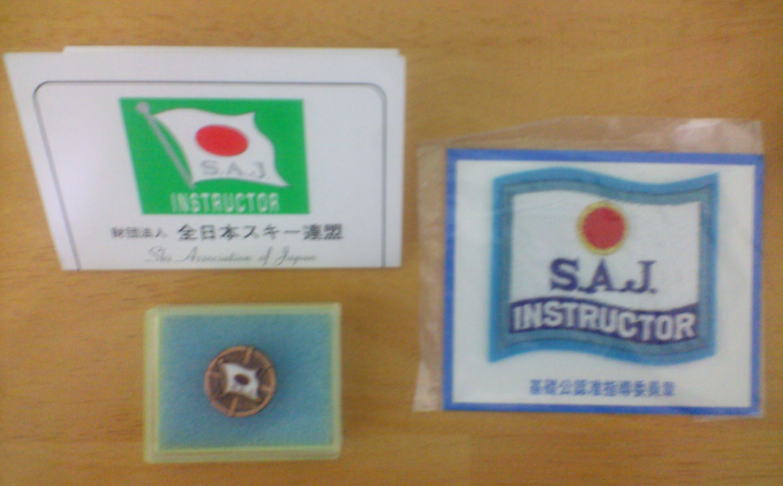 S.A.J.
INSTRUCTOR
財団法人 全日本スキー連盟
Ski Association of Japan
S.A.J.
INSTRUCTOR
基礎公認准指導委員章